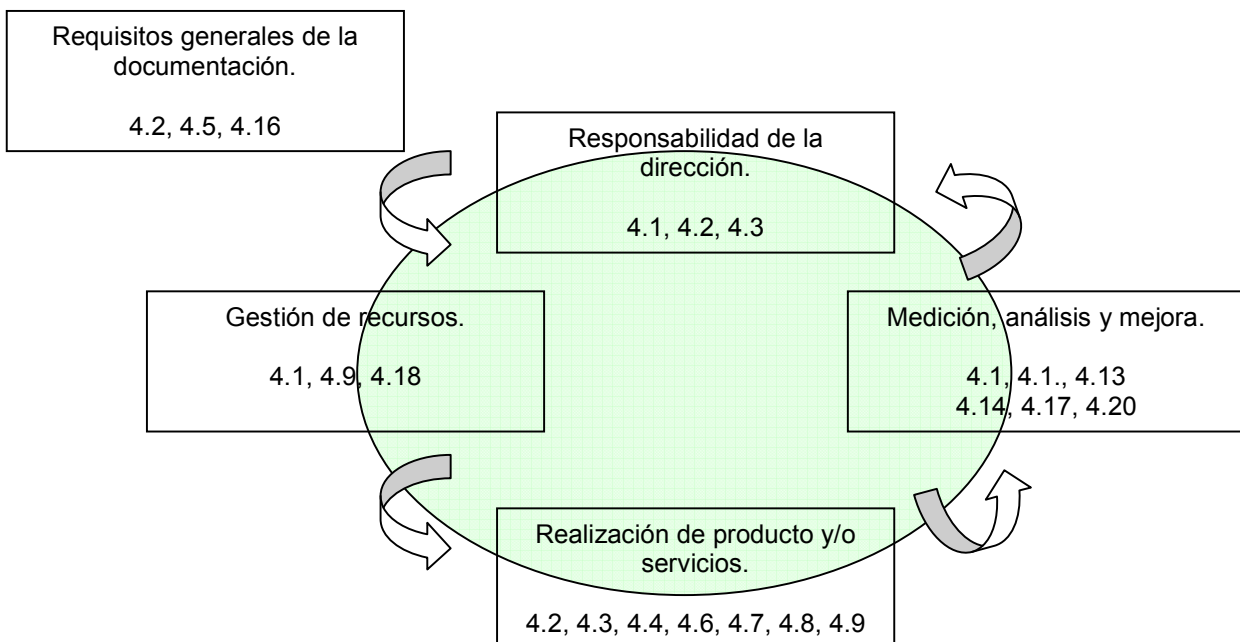 Requisitos generales de la
documentación.
4.2, 4.5, 4.16
Responsabilidad de la
dirección.
4.1, 4.2, 4.3
Gestión de recursos.
4.1, 4.9, 4.18
Medición, análisis y mejora.
4.1, 4.1., 4.13
4.14, 4.17, 4.20
Realización de producto y/o
servicios.
4.2, 4.3, 4.4, 4.6, 4.7, 4.8, 4.9